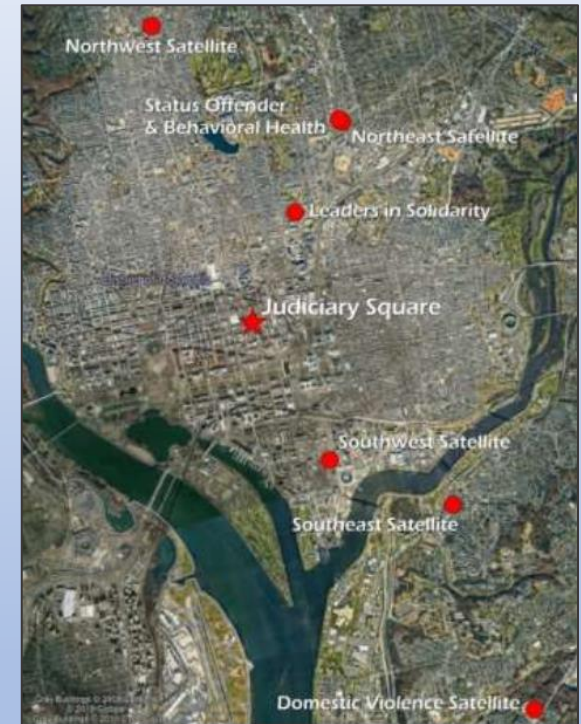 Northwest Satellite
Status Offender
& Behavioral Health
Northeast Satellite
Leaders in Solidarity
Judiciary Square
Southwest Satellite
Southeast Satellite
Domestic Violence Satellite